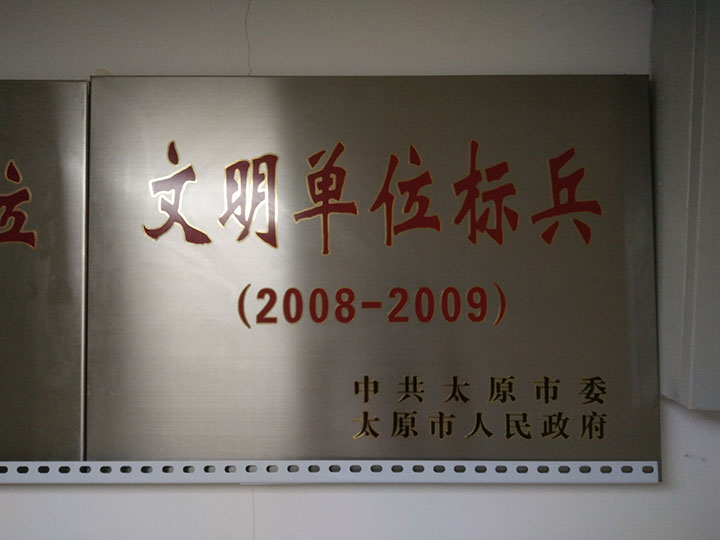 文明单位标兵
(2008-2009)
中共太原市委
太原市人民政府
位